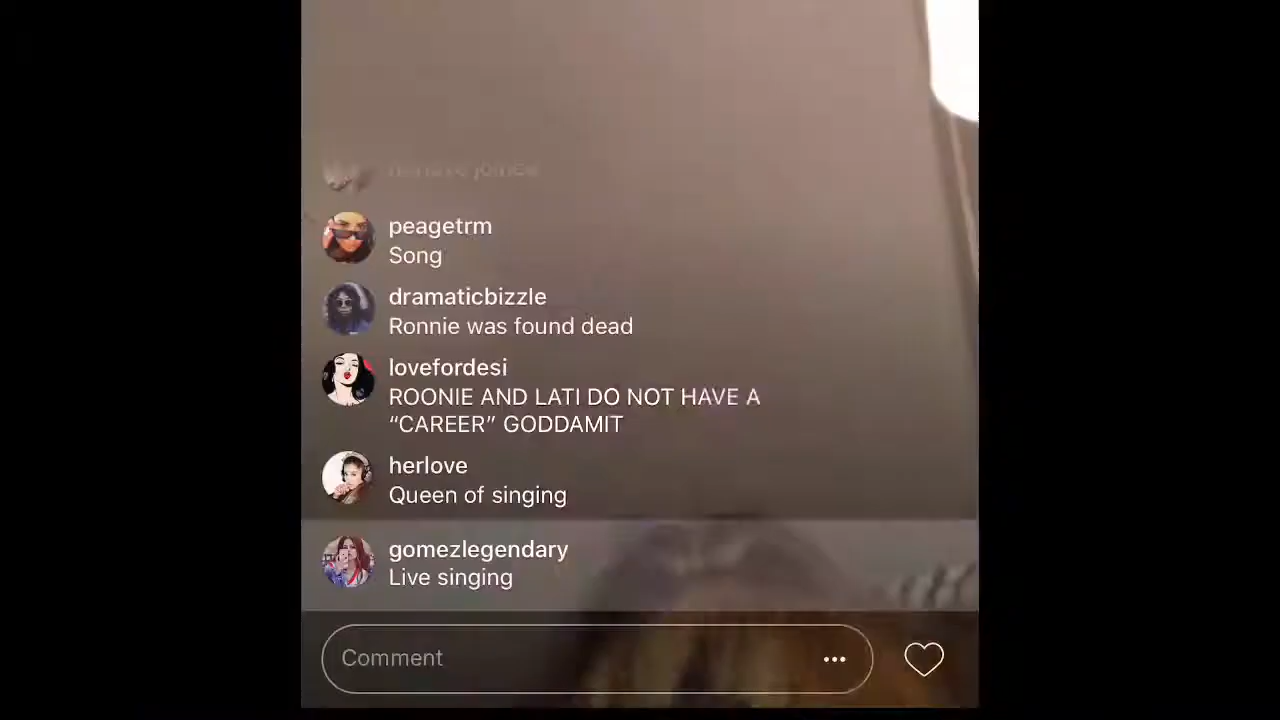 joined
peagetrm
Song
dramaticbizzle
Ronnie was found dead
lovefordesi
ROONIE AND LATI DO NOT HAVE A
“CAREER” GODDAMIT
herlove
Queen of singing
gomezlegendary
Live singing
Comment